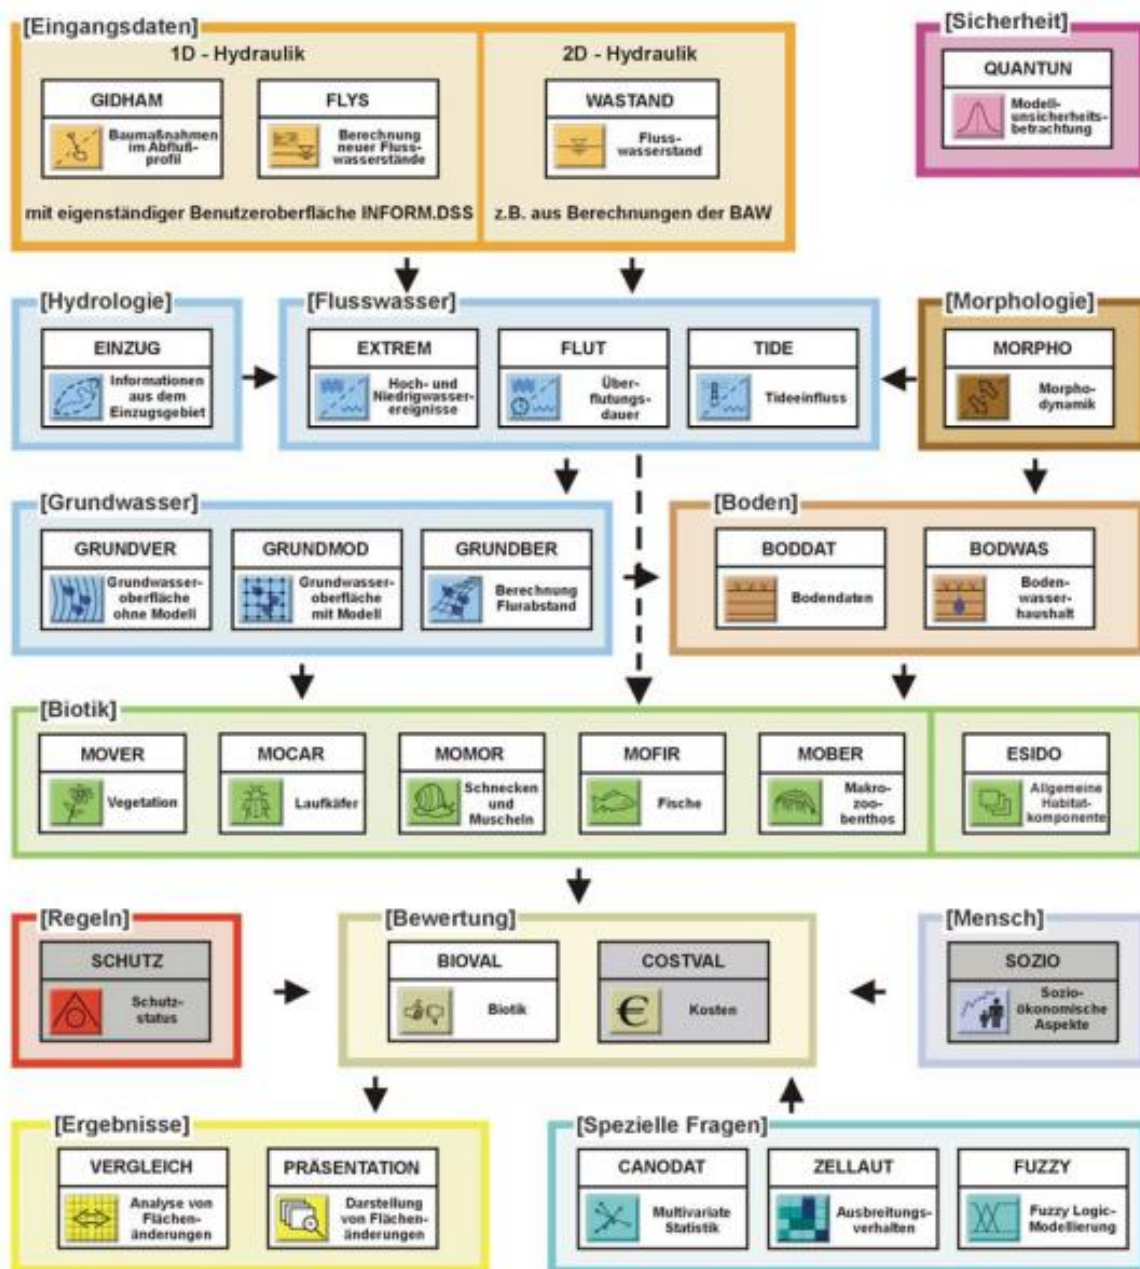 [Eingangsdaten]
1D - Hydraulik
2D - Hydraulik
GIDHAM
Baumaßnahmen
im Abfluß-
profil
FLYS
Berechnung
neuer Fluss-
wasserstände
WASTAND
Fluss-
wasserstand
mit eigenständiger Benutzeroberfläche INFORM.DSS
z.B. aus Berechnungen der BAW
[Sicherheit]
QUANTUN
Modell-
unsicherheits-
betrachtung
[Hydrologie]
EINZUG
Informationen
aus dem
Einzugsgebiet
[Flusswasser]
EXTREM
Hoch- und
Niedrigwasser-
ereignisse
FLUT
Über-
flutungs-
dauer
TIDE
Tideeinfluss
[Morphologie]
MORPHO
Morpho-
dynamik
[Grundwasser]
GRUNDVER
Grundwasser-
oberfläche
ohne Modell
GRUNDMOD
Grundwasser-
oberfläche
mit Modell
GRUNDBER
Berechnung
Flurabstand
[Boden]
BODDAT
Bodendaten
BODWAS
Boden-
wasser-
haushalt
[Biotik]
MOVER
Vegetation
MOCAR
Laufkäfer
MOMOR
Schnecken
und
Muscheln
MOFIR
Fische
MOBER
Makro-
zoo-
benthos
ESIDO
Allgemeine
Habitat-
komponente
[Regeln]
SCHUTZ
Schutz-
status
[Bewertung]
BIOVAL
Biotik
COSTVAL
€
Kosten
[Mensch]
SOZIO
Sozio-
ökonomische
Aspekte
[Ergebnisse]
VERGLEICH
Analyse von
Flächen-
änderungen
PRÄSENTATION
Darstellung
von Flächen-
änderungen
[Spezielle Fragen]
CANODAT
Multivariate
Statistik
ZELLAUT
Ausbreitungs-
verhalten
FUZZY
Fuzzy Logic-
Modellierung